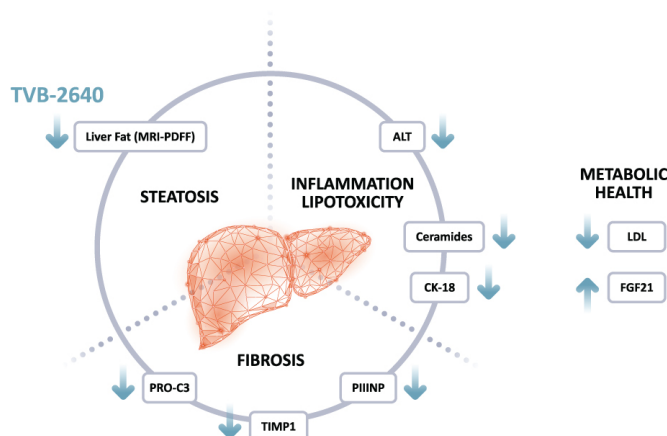 TVB-2640
Liver Fat (MRI-PDFF)
ALT
STEATOSIS
INFLAMMATION
LIPOTOXICITY
METABOLIC
HEALTH
Ceramides
LDL
CK-18
FGF21
FIBROSIS
PRO-C3
PIIINP
TIMP1